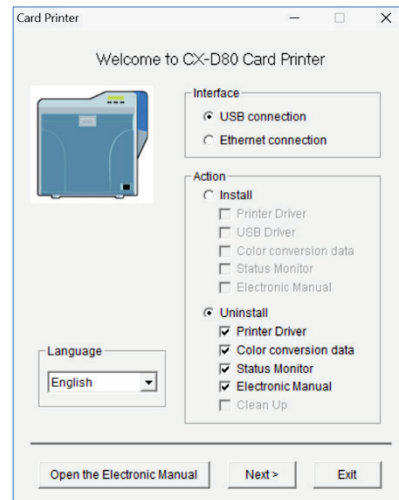 Card Printer
Welcome to CX-D80 Card Printer
Interface
USB connection
Ethernet connection
Action
Install
Printer Driver
USB Driver
Color conversion data
Status Monitor
Electronic Manual
Uninstall
Printer Driver
Color conversion data
Status Monitor
Electronic Manual
Clean Up
Language
English
Open the Electronic Manual
Next >
Exit